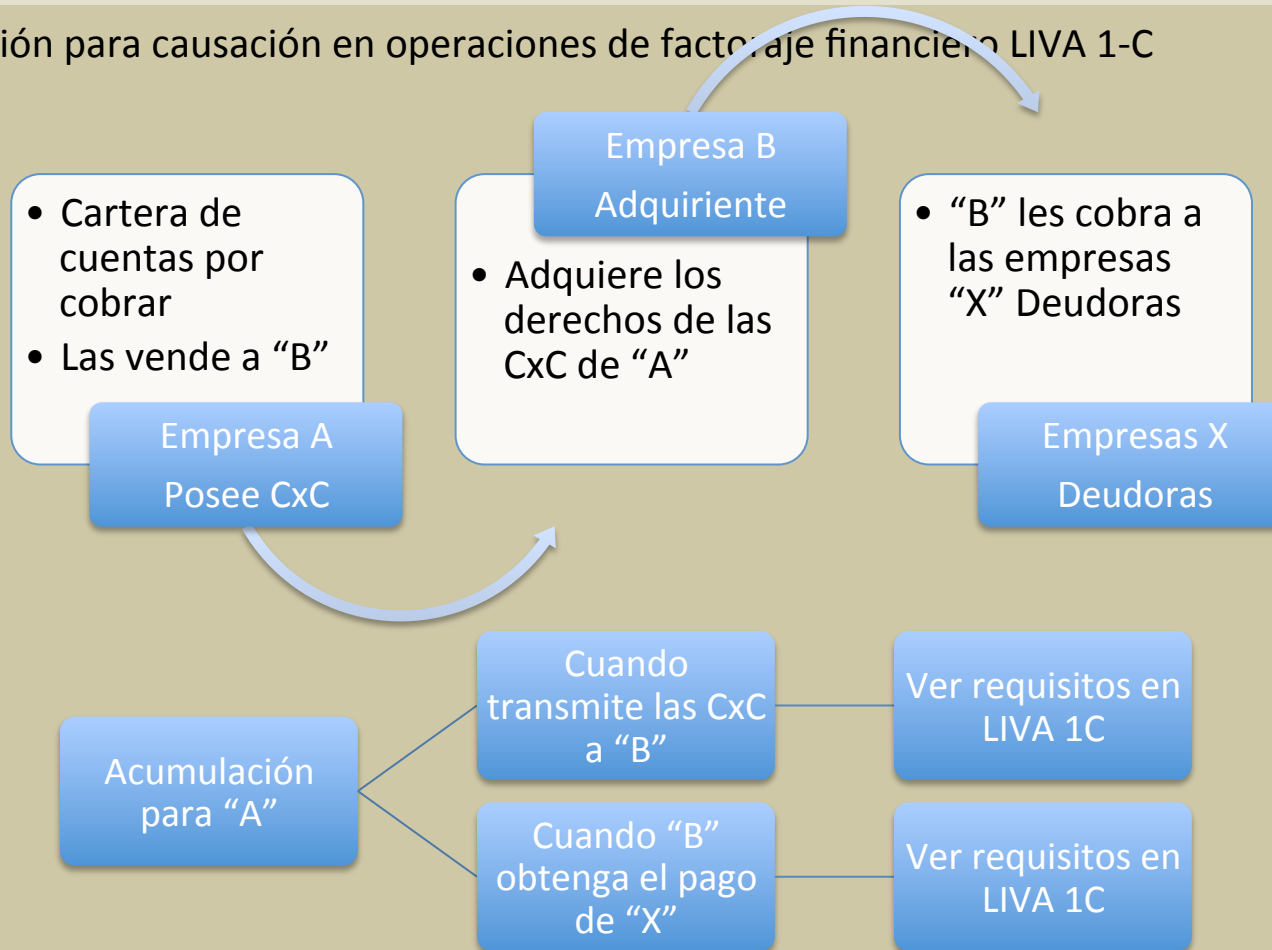 ión para causación en operaciones de factoraje financiero LIVA 1-C
• Cartera de
cuentas por
cobrar
• Las vende a “B”
Empresa A
Posee CxC
Empresa B
Adquiriente
• Adquiere los
derechos de las
CxC de “A”
• “B” les cobra a
las empresas
“X” Deudoras
Empresas X
Deudoras
Acumulación
para “A”
Cuando
transmite las CxC
a “B”
Ver requisitos en
LIVA 1C
Cuando “B”
obtenga el pago
de “X”
Ver requisitos en
LIVA 1C